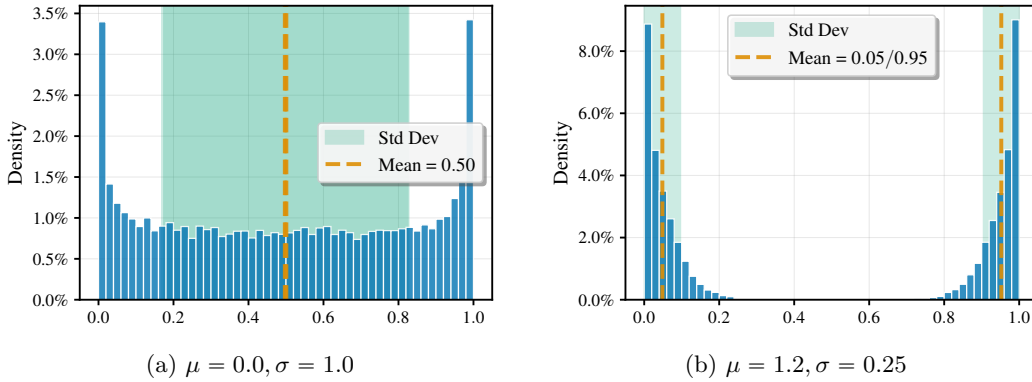 3.5%
3.0%
2.5%
2.0%
1.5%
1.0%
0.5%
0.0%
Density
0.0 0.2 0.4 0.6 0.8 1.0
Std Dev
Mean = 0.50
(a) μ = 0.0, σ = 1.0
8.0%
6.0%
4.0%
2.0%
0.0%
Density
0.0 0.2 0.4 0.6 0.8 1.0
Std Dev
Mean = 0.05/0.95
(b) μ = 1.2, σ = 0.25